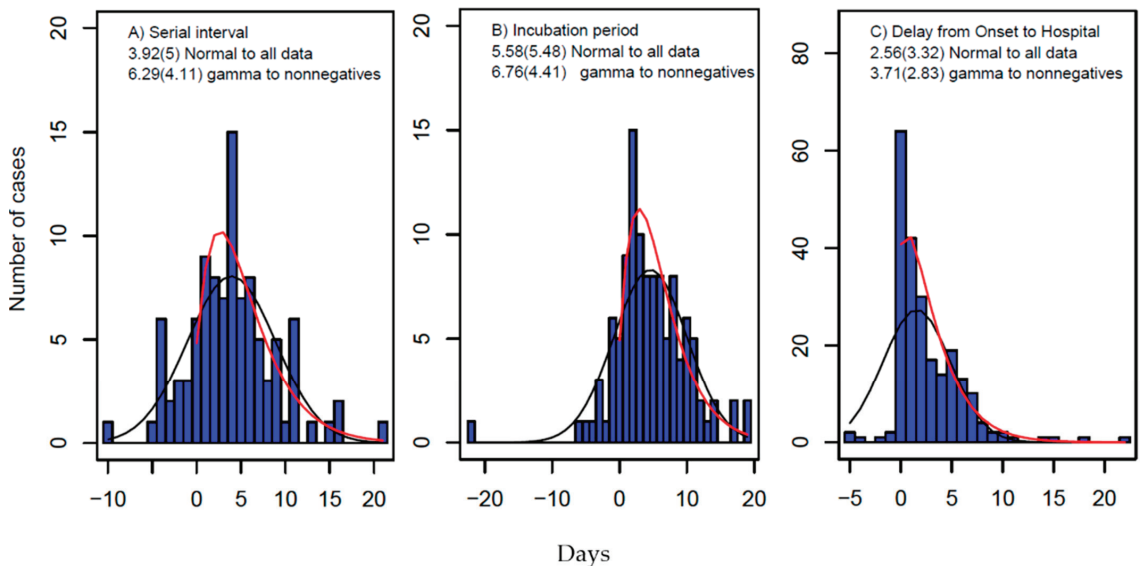 Number of cases
A) Serial interval
3.92(5) Normal to all data
6.29(4.11) gamma to nonnegatives
20
15
10
5
0
−10 0 5 10 15 20
B) Incubation period
5.58(5.48) Normal to all data
6.76(4.41) gamma to nonnegatives
20
15
10
5
0
−20 0 10 20
C) Delay from Onset to Hospital
2.56(3.32) Normal to all data
3.71(2.83) gamma to nonnegatives
80
60
40
20
0
−5 0 5 10 15 20
Days